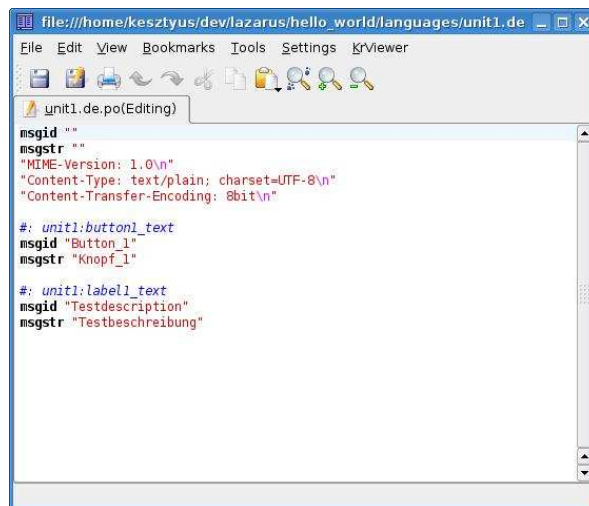 file:///home/kesztyus/dev/lazarus/hello_world/languages/unit1.de
File Edit View Bookmarks Tools Settings KrViewer
unit1.de.po(Editing)
msgid ""
msgstr ""
"MIME-Version: 1.0\n"
"Content-Type: text/plain; charset=UTF-8\n"
"Content-Transfer-Encoding: 8bit\n"
#: unit1:button1_text
msgid "Button_1"
msgstr "Knopf_1"
#: unit1:label1_text
msgid "Testdescription"
msgstr "Testbeschreibung"